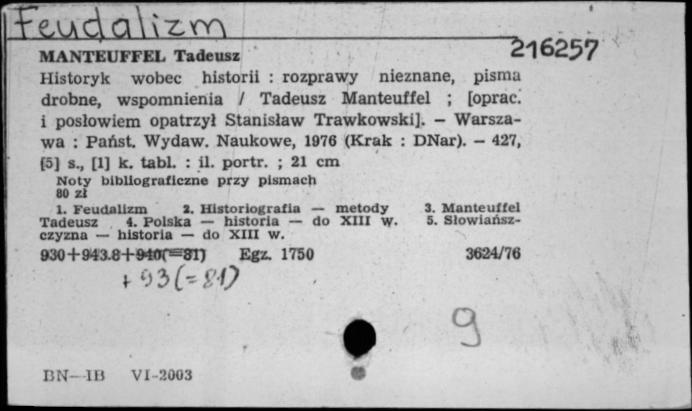 Feudalizm
MANTEUFFEL Tadeusz 216257
Historyk wobec historii : rozprawy nieznane, pisma
drobne, wspomnienia / Tadeusz Manteuffel ; [oprac.
i posłowiem opatrzył Stanisław Trawkowski]. — Warsza-
wa : Państ. Wydaw. Naukowe, 1976 (Krak : DNar). — 427,
[5] s., [1] k. tabl. : il. portr. ; 21 cm
Noty bibliograficzne przy pismach
80 zł
1. Feudalizm 2. Historiografia — metody 3. Manteuffel
Tadeusz 4. Polska — historia — do XIII w. 5. Słowiańsz-
czyzna — historia — do XIII w.
930+943.8+940(=81) Egz. 1750 3624/76
+93(=81)
9
BN—IB VI-2003